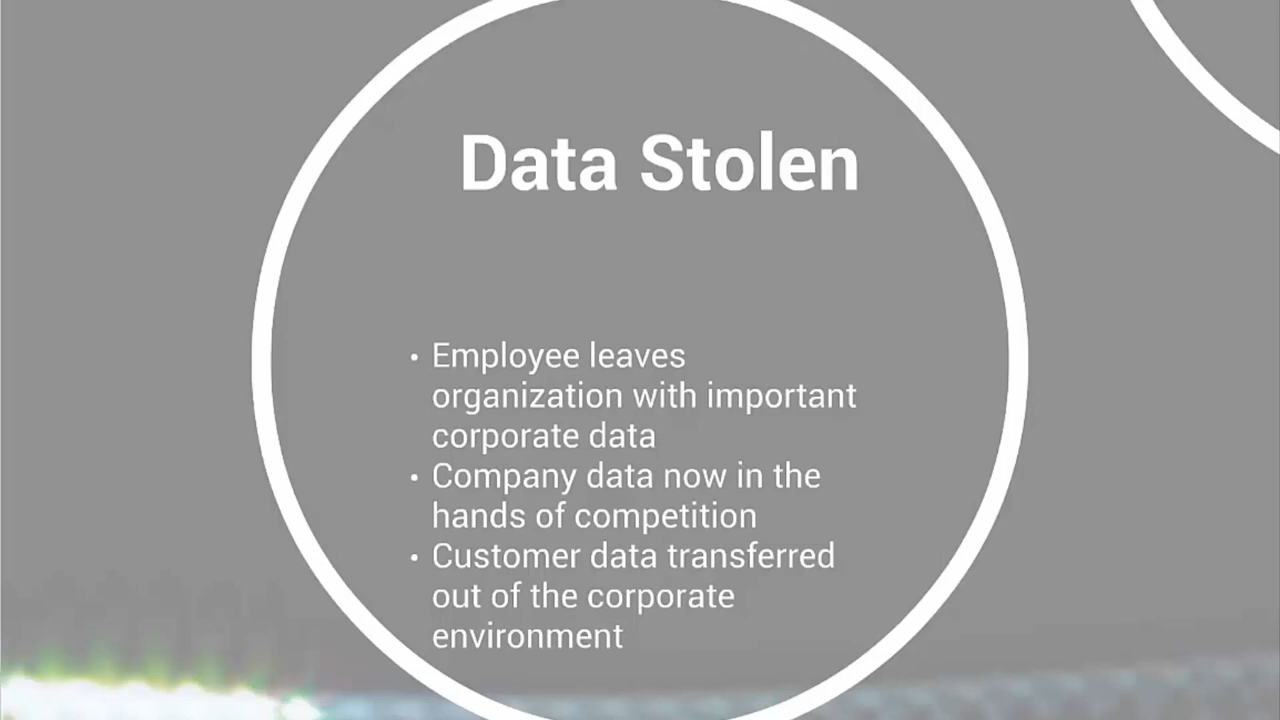 Data Stolen
• Employee leaves
organization with important
corporate data
• Company data now in the
hands of competition
• Customer data transferred
out of the corporate
environment